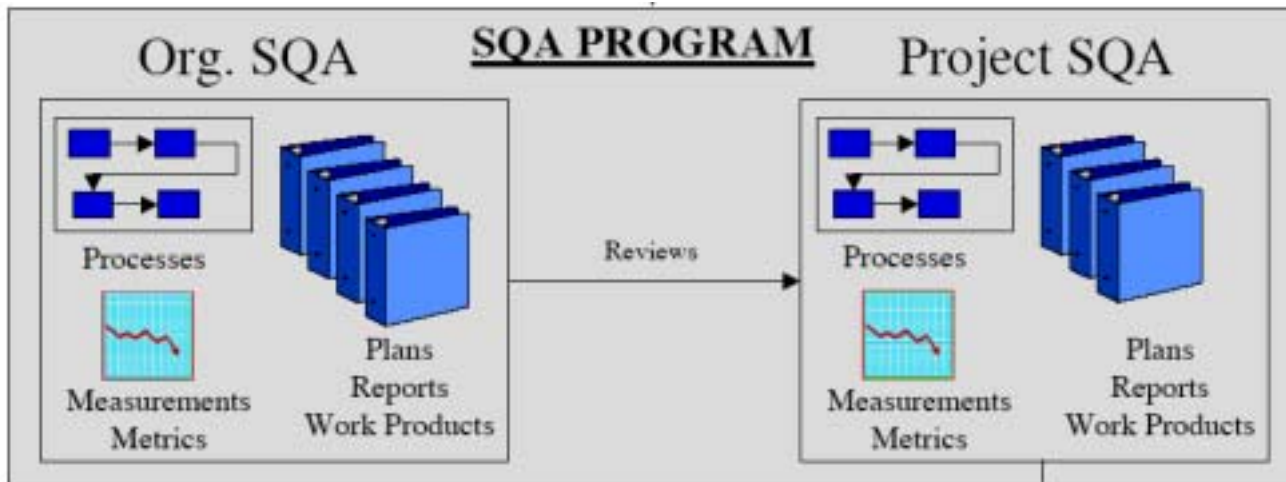 SQA PROGRAM
Org. SQA
Project SQA
Processes
Measurements
Metrics
Plans
Reports
Work Products
Reviews
Processes
Measurements
Metrics
Plans
Reports
Work Products